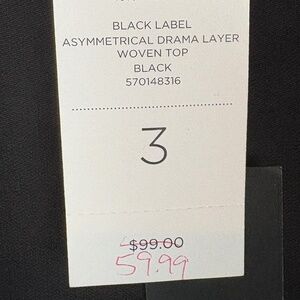 BLACK LABEL
ASYMMETRICAL DRAMA LAYER
WOVEN TOP
BLACK
570148316
3
$99.00
59.99